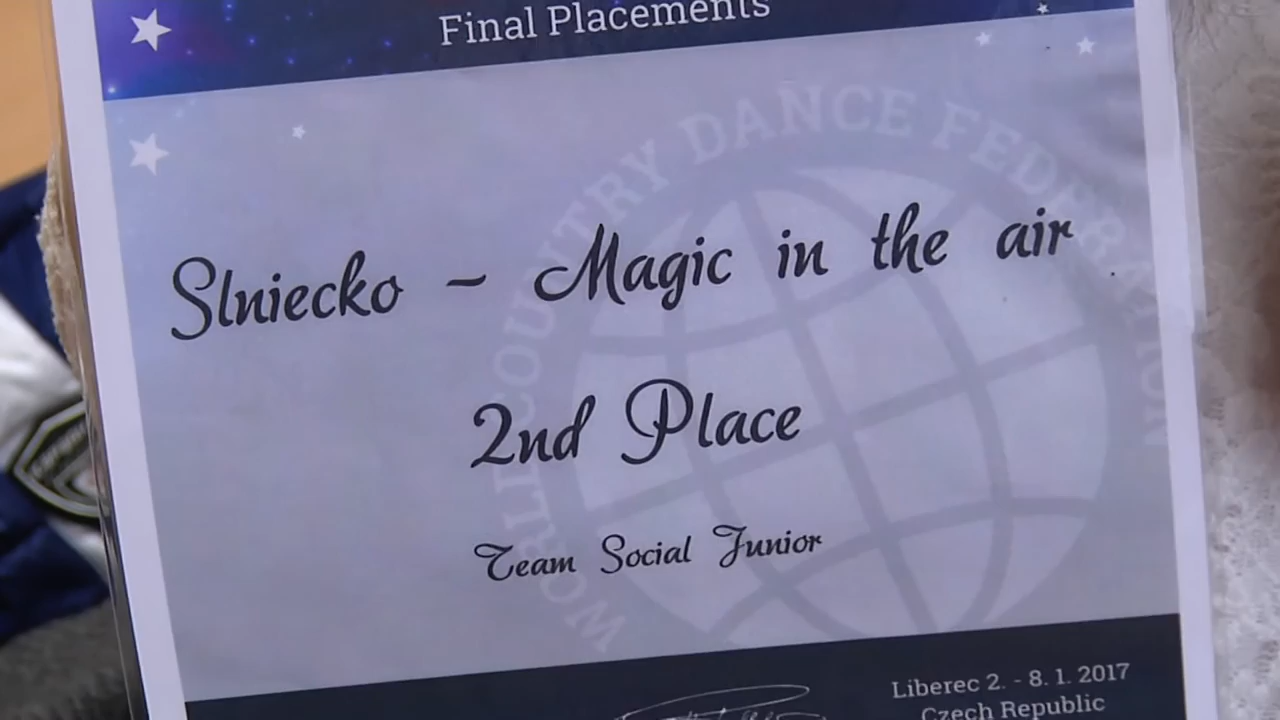 Final Placements
WORLD COUNTRY DANCE FEDERATION
Slniecko - Magic in the air
2nd Place
Team Social Junior
Liberec 2. - 8. 1. 2017
Czech Republic